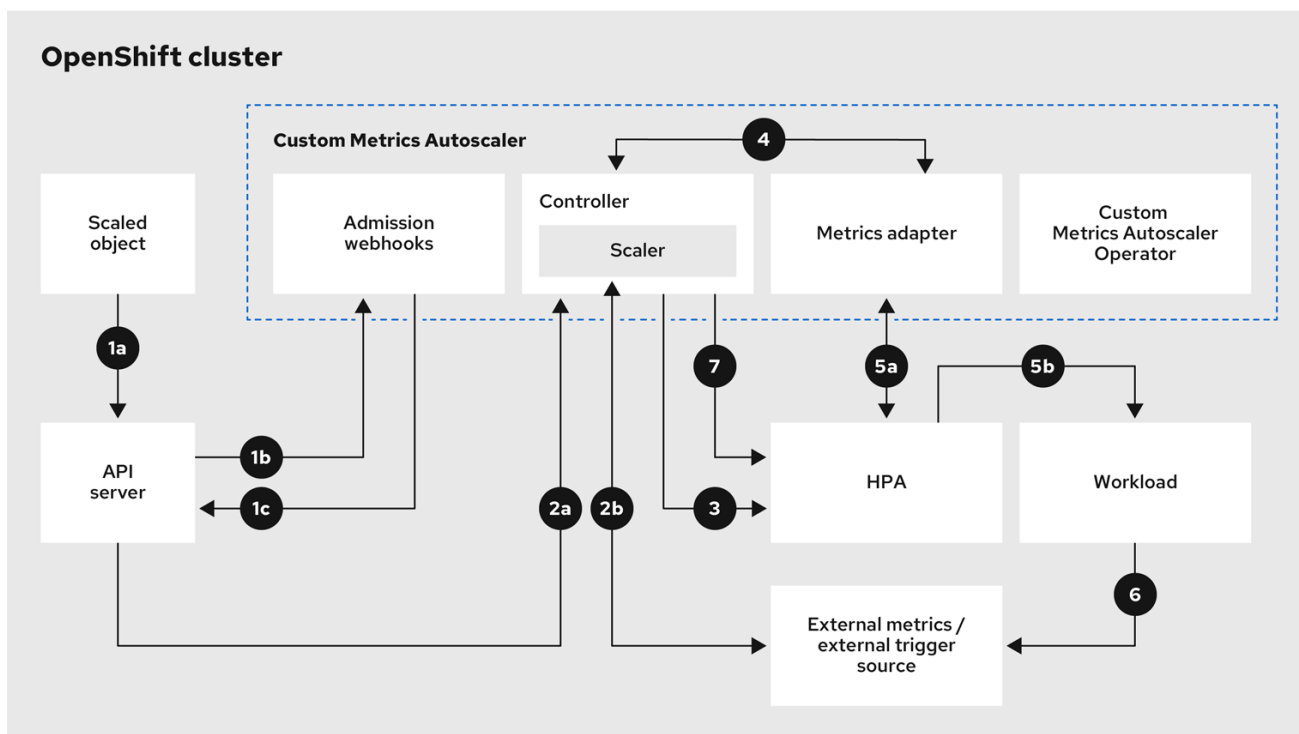 OpenShift cluster
Custom Metrics Autoscaler
4
Scaled
object
Admission
webhooks
Controller
Scaler
Metrics adapter
Custom
Metrics Autoscaler
Operator
1a
7
5a
5b
API
server
1b
1c
2a
2b
3
HPA
Workload
6
External metrics /
external trigger
source